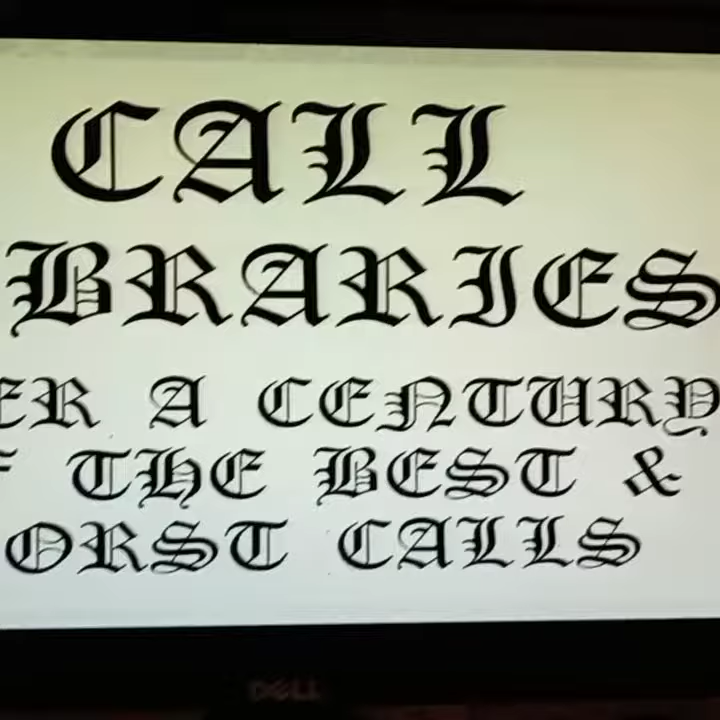 CALL
BRARIES
ER A CENTURY
F THE BEST &
ORST CALLS
DELL